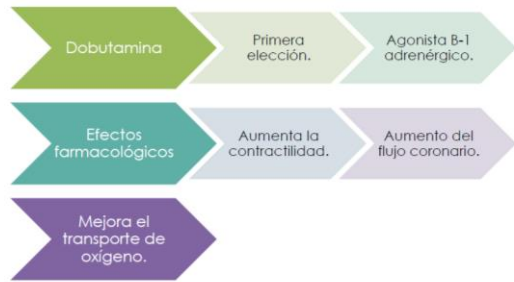 Dobutamina
Primera
elección.
Agonista B-1
adrenérgico.
Efectos
farmacológicos
Aumenta la
contractilidad.
Aumento del
flujo coronario.
Mejora el
transporte de
oxígeno.